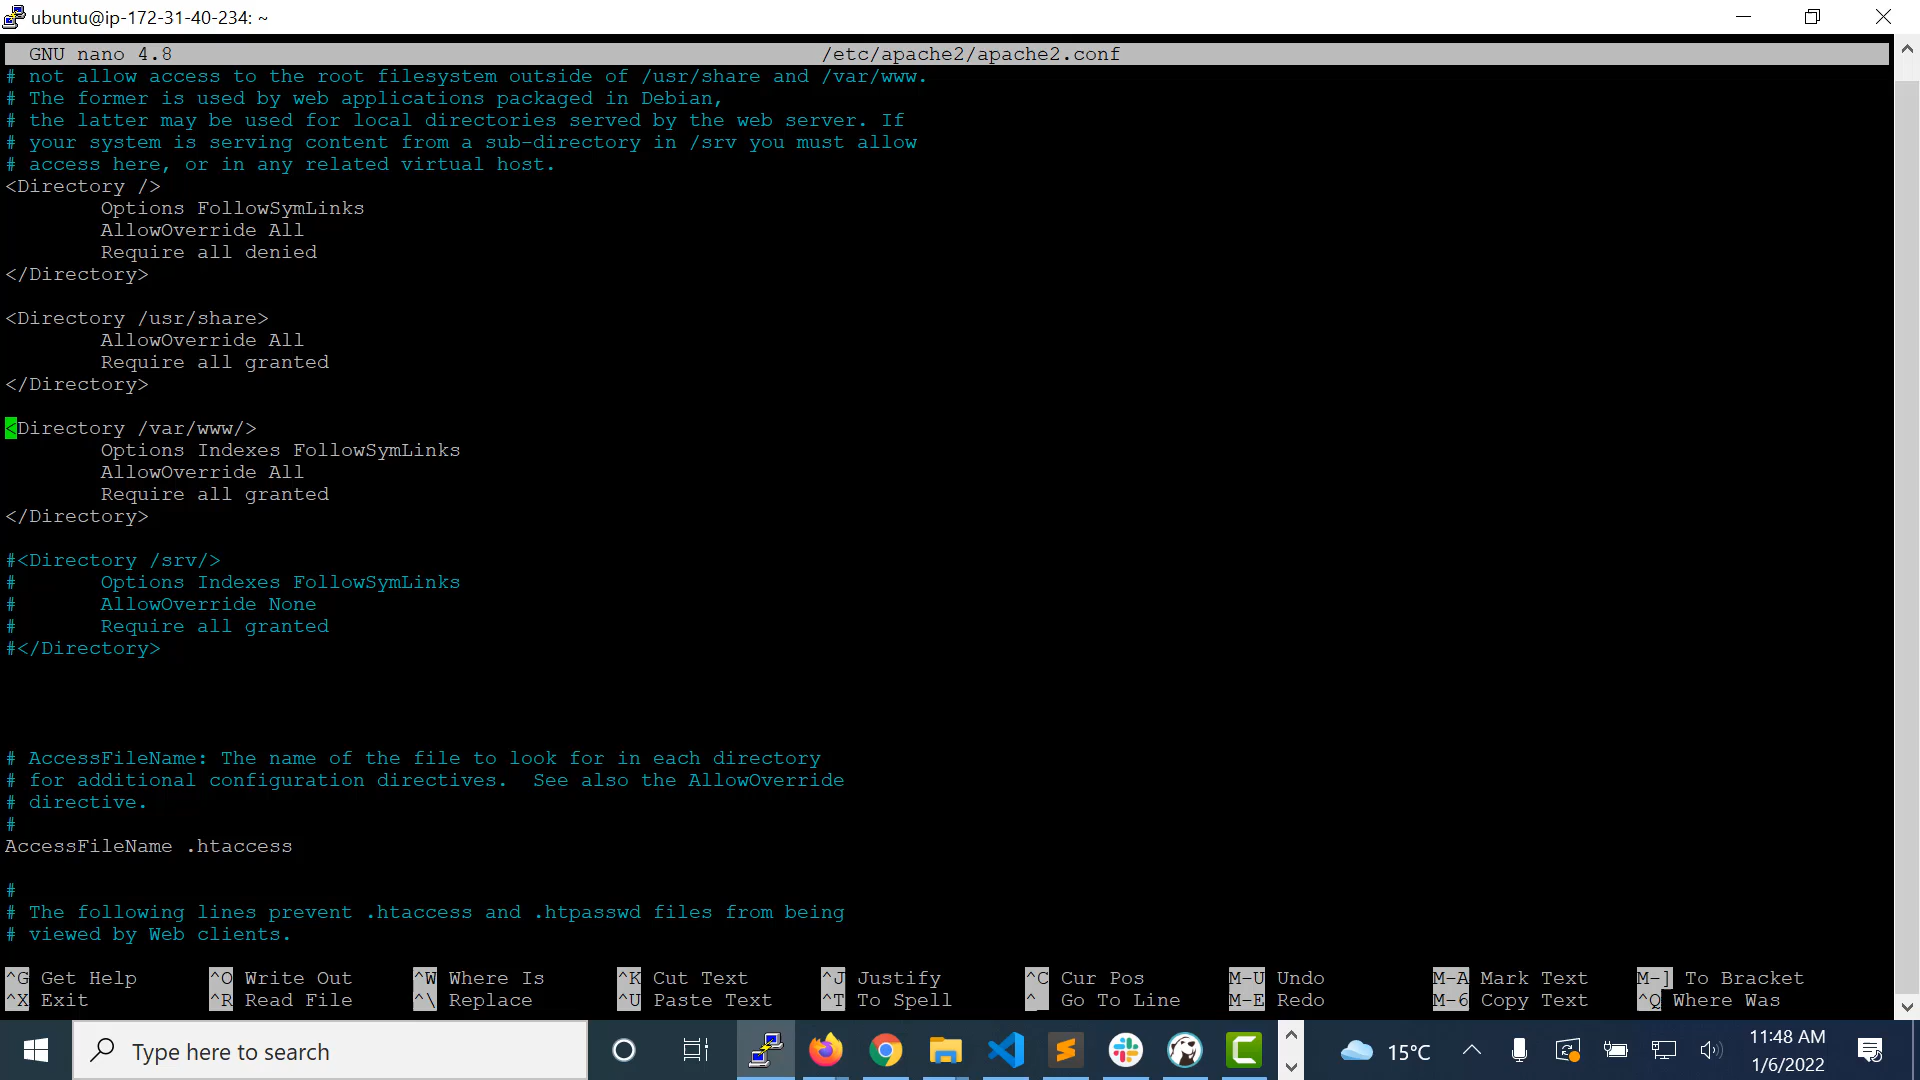 ubuntu@ip-172-31-40-234: ~
GNU nano 4.8 /etc/apache2/apache2.conf
# not allow access to the root filesystem outside of /usr/share and /var/www.
# The former is used by web applications packaged in Debian,
# the latter may be used for local directories served by the web server. If
# your system is serving content from a sub-directory in /srv you must allow
# access here, or in any related virtual host.
<Directory />
        Options FollowSymLinks
        AllowOverride All
        Require all denied
</Directory>

<Directory /usr/share>
        AllowOverride All
        Require all granted
</Directory>

<Directory /var/www/>
        Options Indexes FollowSymLinks
        AllowOverride All
        Require all granted
</Directory>

#<Directory /srv/>
#       Options Indexes FollowSymLinks
#       AllowOverride None
#       Require all granted
#</Directory>

# AccessFileName: The name of the file to look for in each directory
# for additional configuration directives.  See also the AllowOverride
# directive.
#
AccessFileName .htaccess

#
# The following lines prevent .htaccess and .htpasswd files from being
# viewed by Web clients.
^G Get Help ^O Write Out ^W Where Is ^K Cut Text ^J Justify ^C Cur Pos M-U Undo M-A Mark Text M-] To Bracket
^X Exit ^R Read File ^\ Replace ^U Paste Text ^T To Spell ^_ Go To Line M-E Redo M-6 Copy Text ^Q Where Was
Type here to search
15°C
11:48 AM
1/6/2022